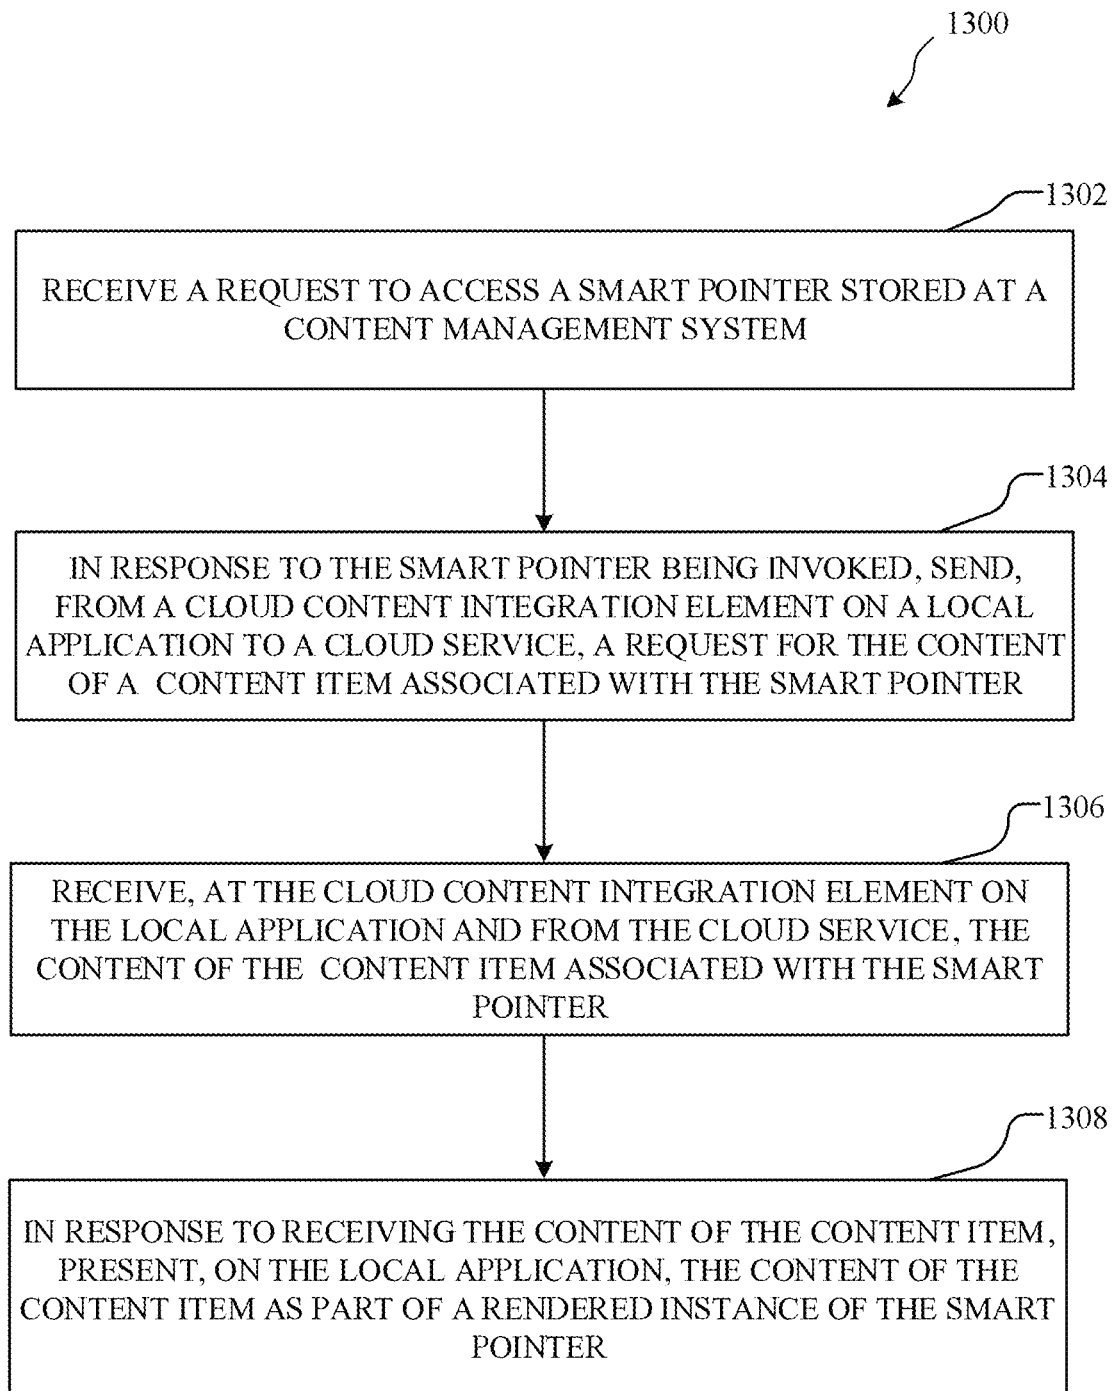 1300
1302
RECEIVE A REQUEST TO ACCESS A SMART POINTER STORED AT A
CONTENT MANAGEMENT SYSTEM
1304
IN RESPONSE TO THE SMART POINTER BEING INVOKED, SEND,
FROM A CLOUD CONTENT INTEGRATION ELEMENT ON A LOCAL
APPLICATION TO A CLOUD SERVICE, A REQUEST FOR THE CONTENT
OF A CONTENT ITEM ASSOCIATED WITH THE SMART POINTER
1306
RECEIVE, AT THE CLOUD CONTENT INTEGRATION ELEMENT ON
THE LOCAL APPLICATION AND FROM THE CLOUD SERVICE, THE
CONTENT OF THE CONTENT ITEM ASSOCIATED WITH THE SMART
POINTER
1308
IN RESPONSE TO RECEIVING THE CONTENT OF THE CONTENT ITEM,
PRESENT, ON THE LOCAL APPLICATION, THE CONTENT OF THE
CONTENT ITEM AS PART OF A RENDERED INSTANCE OF THE SMART
POINTER